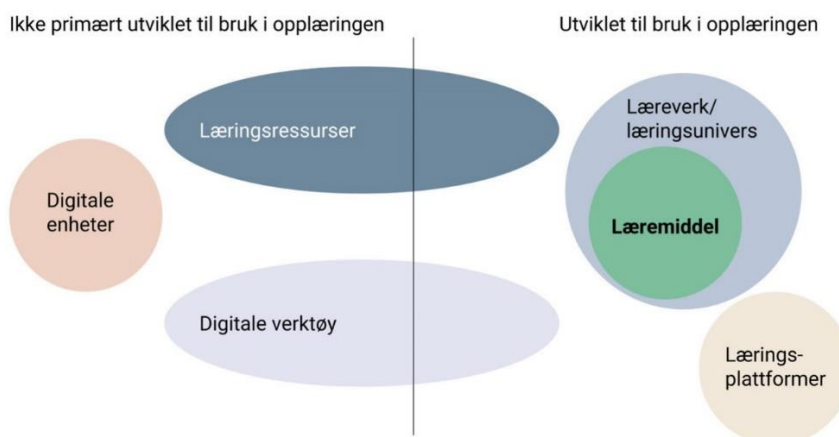 Ikke primært utviklet til bruk i opplæringen
Utviklet til bruk i opplæringen
Læringsressurser
Læreverk/
læringsunivers
Digitale
enheter
Læremiddel
Digitale verktøy
Lærings-
plattformer